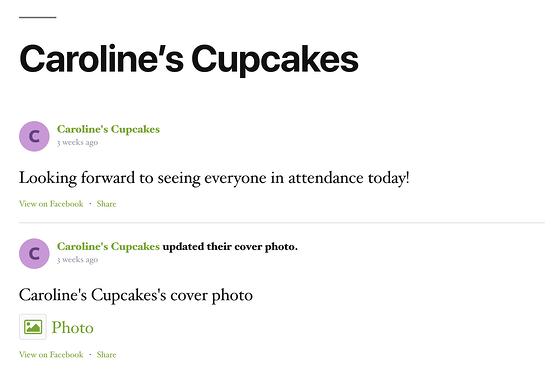 Caroline’s Cupcakes
C
Caroline's Cupcakes
3 weeks ago
Looking forward to seeing everyone in attendance today!
View on Facebook · Share
C
Caroline's Cupcakes updated their cover photo.
3 weeks ago
Caroline's Cupcakes's cover photo
Photo
View on Facebook · Share